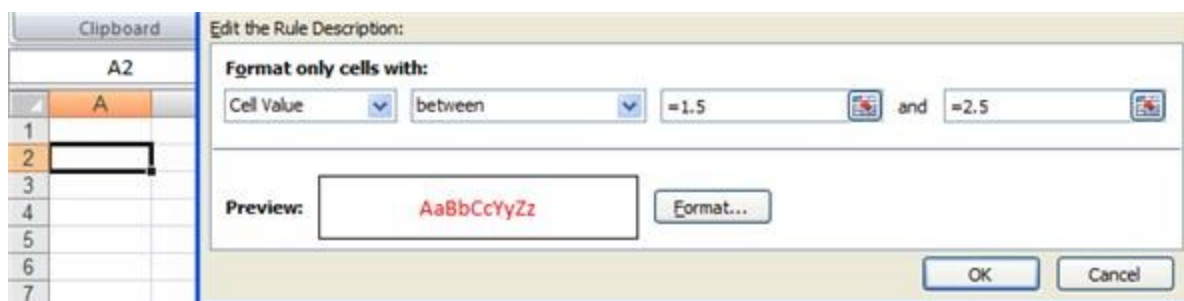 Clipboard
A2
A
1
2
3
4
5
6
7
Edit the Rule Description:
Format only cells with:
Cell Value between =1.5 and =2.5
Preview: AaBbCcYyZz Format...
OK Cancel